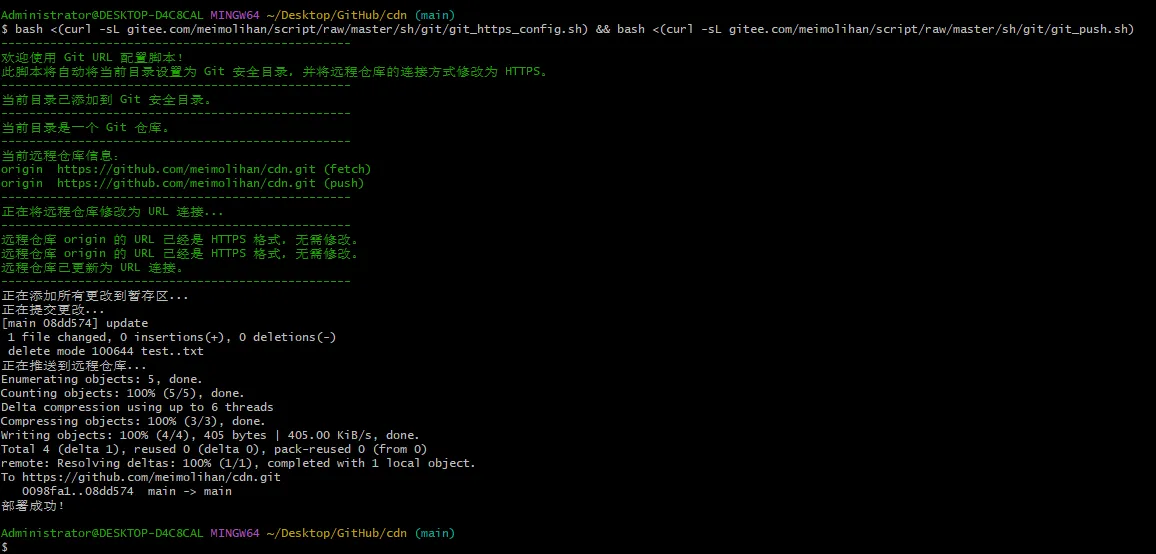 Administrator@DESKTOP-D4C8CAL MINGW64 ~/Desktop/GitHub/cdn (main)
$ bash <(curl -sL gitee.com/meimolihan/script/raw/master/sh/git/git_https_config.sh) && bash <(curl -sL gitee.com/meimolihan/script/raw/master/sh/git/git_push.sh)
--------------------------------------------------
欢迎使用 Git URL 配置脚本!
此脚本将自动将当前目录设置为 Git 安全目录, 并将远程仓库的连接方式修改为 HTTPS。
--------------------------------------------------
当前目录已添加到 Git 安全目录。
--------------------------------------------------
当前目录是一个 Git 仓库。
--------------------------------------------------
当前远程仓库信息:
origin  https://github.com/meimolihan/cdn.git (fetch)
origin  https://github.com/meimolihan/cdn.git (push)
--------------------------------------------------
正在将远程仓库修改为 URL 连接...
--------------------------------------------------
远程仓库 origin 的 URL 已经是 HTTPS 格式, 无需修改。
远程仓库 origin 的 URL 已经是 HTTPS 格式, 无需修改。
远程仓库已更新为 URL 连接。
--------------------------------------------------
正在添加所有更改到暂存区...
正在提交更改...
[main 08dd574] update
 1 file changed, 0 insertions(+), 0 deletions(-)
 delete mode 100644 test..txt
正在推送到远程仓库...
Enumerating objects: 5, done.
Counting objects: 100% (5/5), done.
Delta compression using up to 6 threads
Compressing objects: 100% (3/3), done.
Writing objects: 100% (4/4), 405 bytes | 405.00 KiB/s, done.
Total 4 (delta 1), reused 0 (delta 0), pack-reused 0 (from 0)
remote: Resolving deltas: 100% (1/1), completed with 1 local object.
To https://github.com/meimolihan/cdn.git
   0098fa1..08dd574  main -> main
部署成功!
Administrator@DESKTOP-D4C8CAL MINGW64 ~/Desktop/GitHub/cdn (main)
$